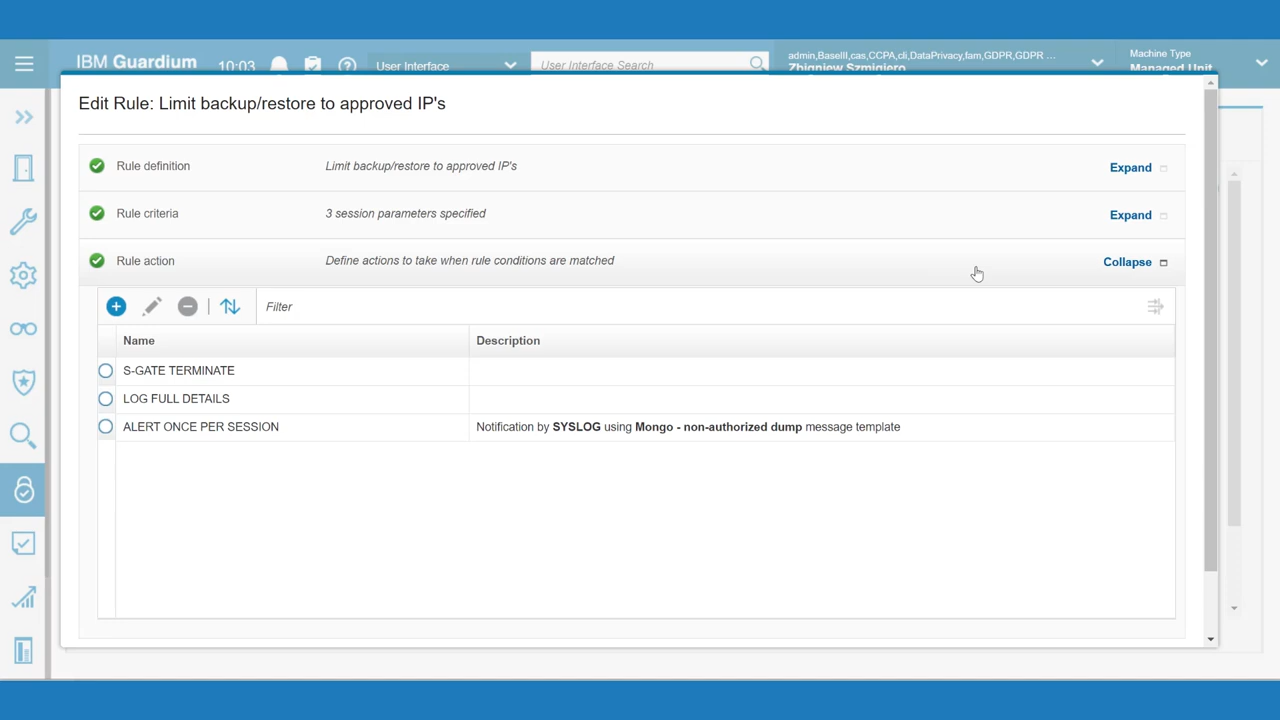 IBM Guardium
10:03
User Interface
User Interface Search
admin,BaseII,cas,CCPA,cli,DataPrivacy,fam,GDPR,GDPR ...
Zbigniew Szmigiero
Machine Type
Managed Unit
Edit Rule: Limit backup/restore to approved IP's
Rule definition Limit backup/restore to approved IP's Expand
Rule criteria 3 session parameters specified Expand
Rule action Define actions to take when rule conditions are matched Collapse
Filter
Name Description
S-GATE TERMINATE
LOG FULL DETAILS
ALERT ONCE PER SESSION Notification by SYSLOG using Mongo - non-authorized dump message template